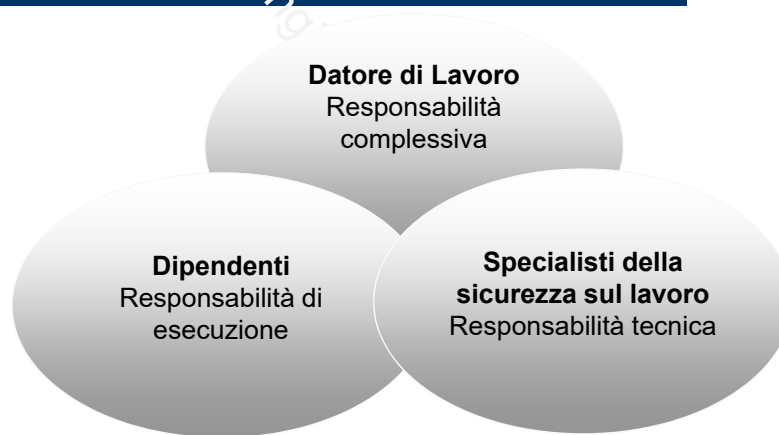 Datore di Lavoro
Responsabilità
complessiva
Dipendenti
Responsabilità di
esecuzione
Specialisti della
sicurezza sul lavoro
Responsabilità tecnica